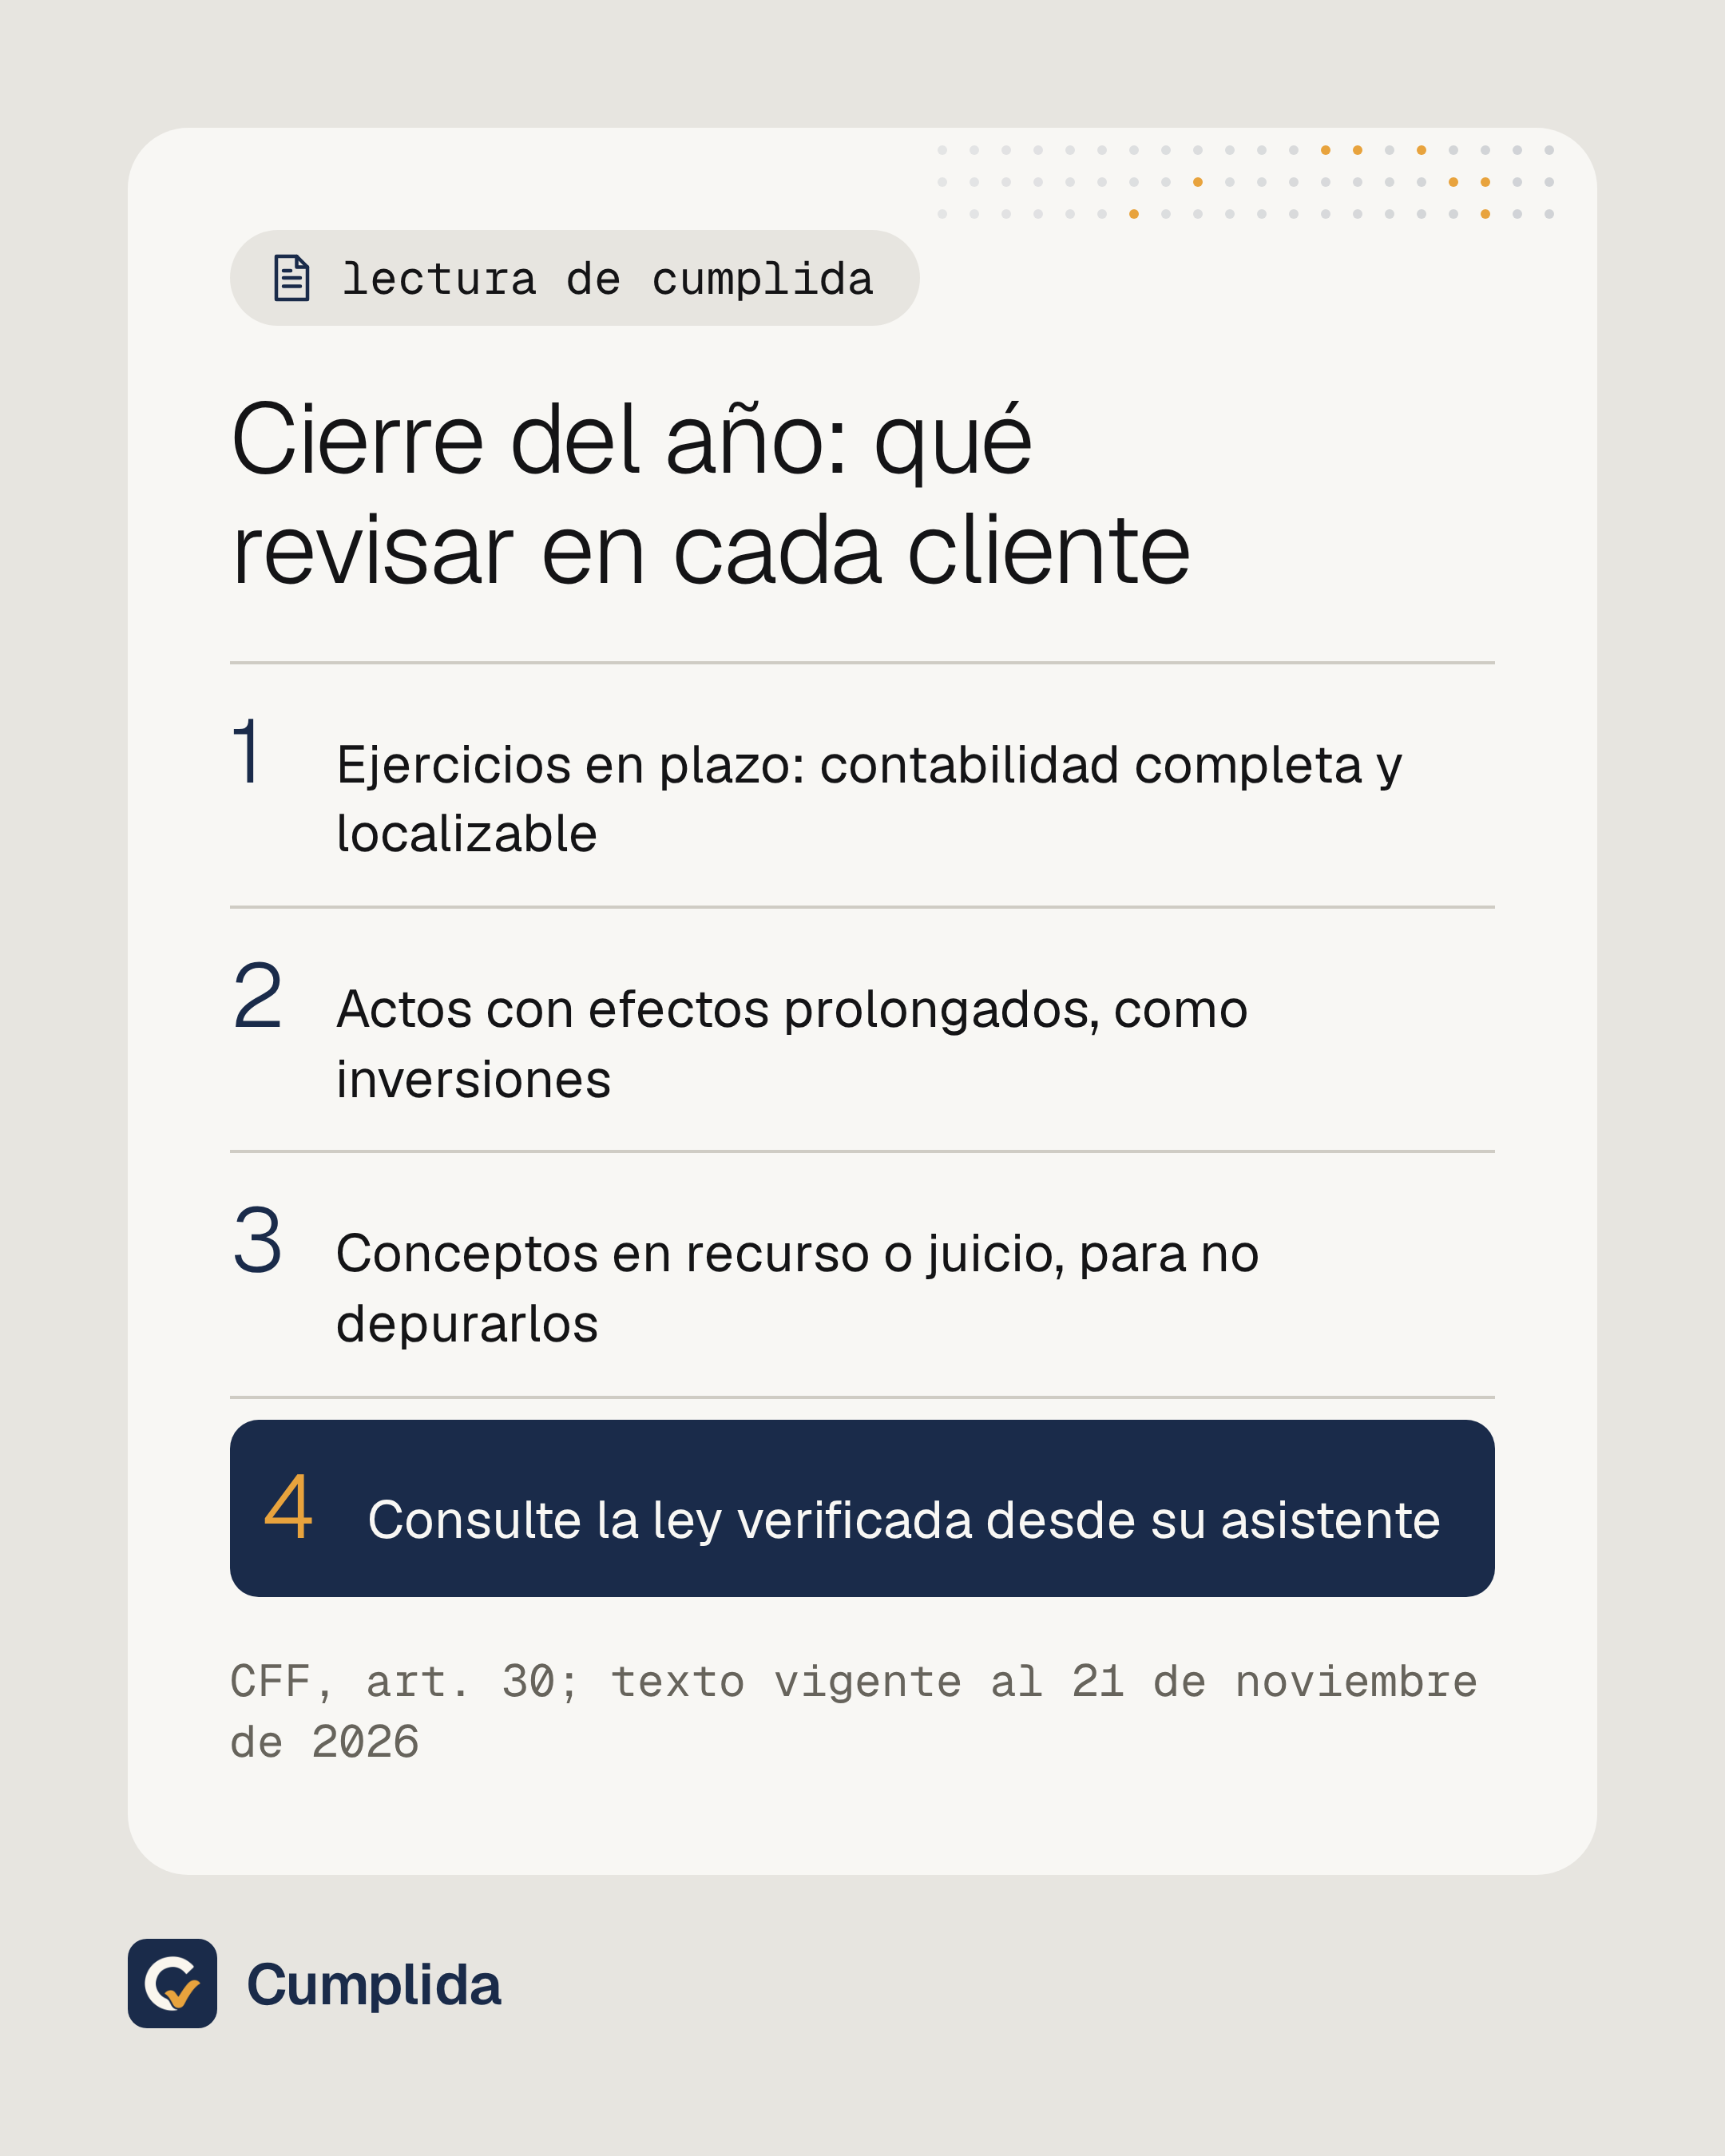 lectura de cumplida
Cierre del año: qué
revisar en cada cliente
1 Ejercicios en plazo: contabilidad completa y
localizable
2 Actos con efectos prolongados, como
inversiones
3 Conceptos en recurso o juicio, para no
depurarlos
4 Consulte la ley verificada desde su asistente
CFF, art. 30; texto vigente al 21 de noviembre
de 2026
Cumplida